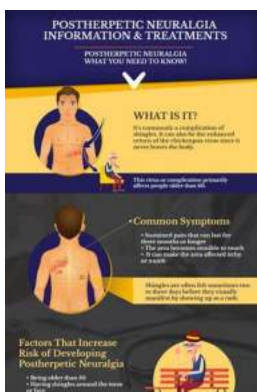 POSTHERPETIC NEURALGIA
INFORMATION & TREATMENTS
POSTHERPETIC NEURALGIA
WHAT YOU NEED TO KNOW!
WHAT IS IT?
It's commonly a complication of
shingles. It can also be the enhanced
return of the chickenpox virus since it
never leaves the body.
This virus or complication primarily
affects people older than 60.
Common Symptoms
• Sustained pain that can last for
three months or longer
• The area becomes sensible to touch
• It can make the area affected itchy
or numb
Shingles are often felt sometimes two
to three days before they visually
manifest by showing up as a rash.
Factors That Increase
Risk of Developing
Postherpetic Neuralgia
• Being older than 60
• Having shingles around the torso
or face